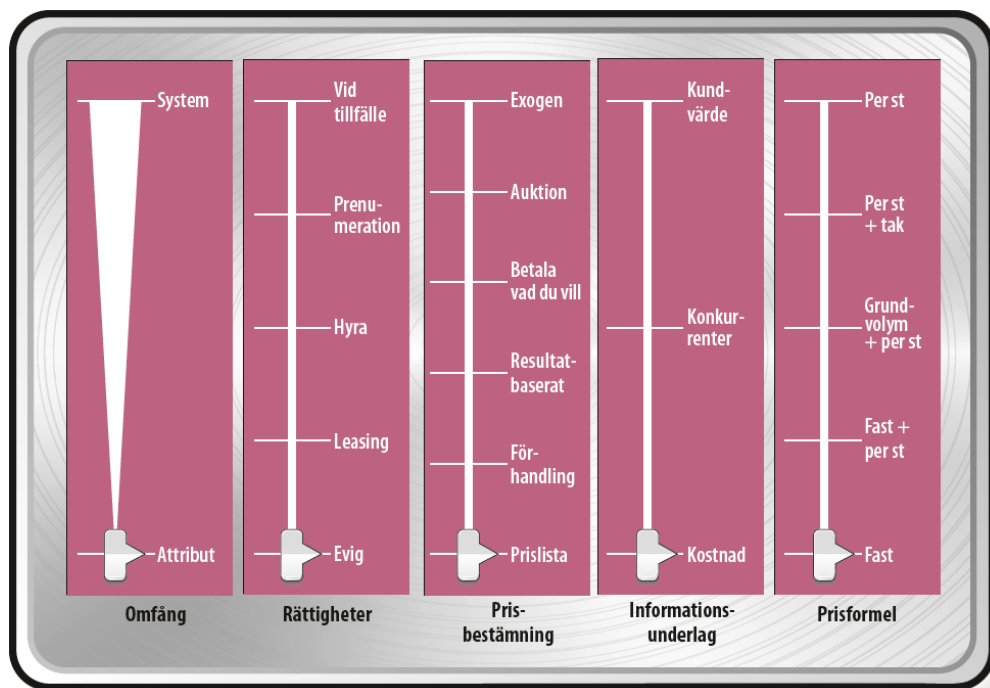 System
Attribut
Omfång
Vid
tillfälle
Prenu-
meration
Hyra
Leasing
Evig
Rättigheter
Exogen
Auktion
Betala
vad du vill
Resultat-
baserat
För-
handling
Prislista
Pris-
bestämning
Kund-
värde
Konkur-
renter
Kostnad
Informations-
underlag
Per st
Per st
+ tak
Grund-
volym
+ per st
Fast +
per st
Fast
Prisformel